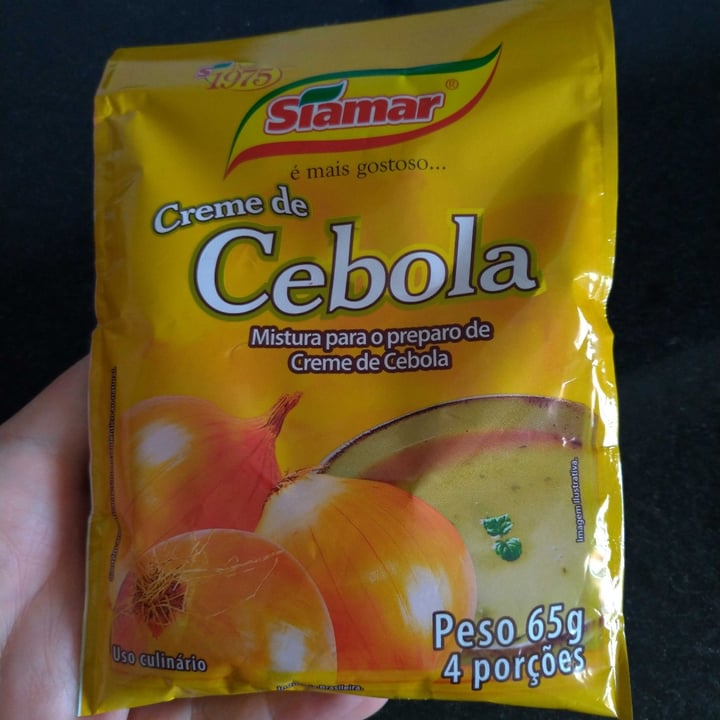 1975
Siamar®
é mais gostoso...
Creme de
Cebola
Mistura para o preparo de
Creme de Cebola
Imagem ilustrativa.
Peso 65g
4 porções
Uso culinário
Brasileira.